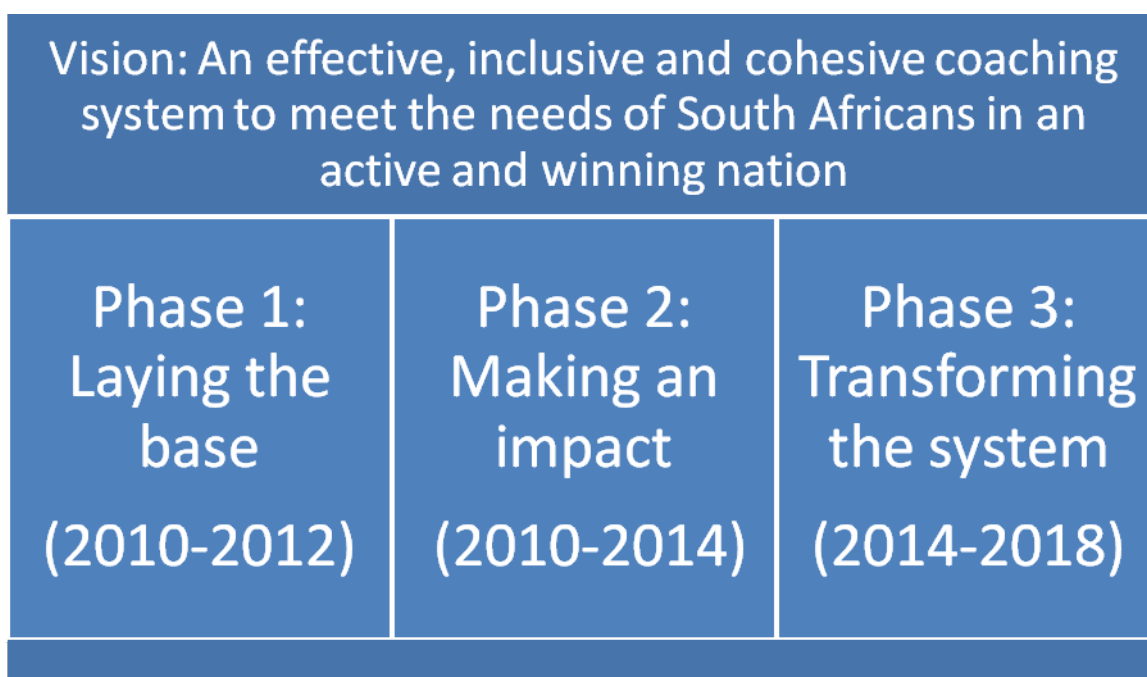 Vision: An effective, inclusive and cohesive coaching
system to meet the needs of South Africans in an
active and winning nation
Phase 1:
Laying the
base
(2010-2012)
Phase 2:
Making an
impact
(2010-2014)
Phase 3:
Transforming
the system
(2014-2018)